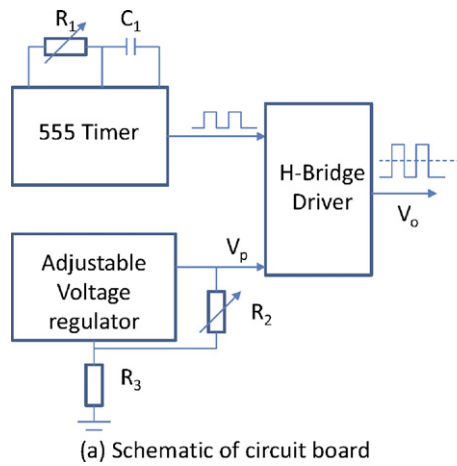 R₁
C₁
555 Timer
H-Bridge
Driver
Vₒ
Adjustable
Voltage
regulator
Vₚ
R₂
R₃
(a) Schematic of circuit board